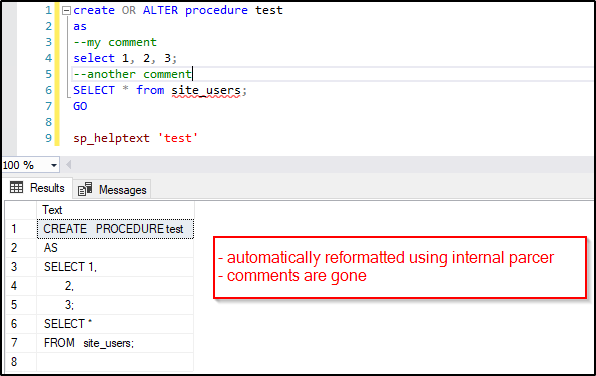 1 create OR ALTER procedure test
2 as
3 --my comment
4 select 1, 2, 3;
5 --another comment
6 SELECT * from site_users;
7 GO
8
9 sp_helptext 'test'
100 %
Results Messages
Text
1 CREATE PROCEDURE test
2 AS
3 SELECT 1,
4 2,
5 3;
6 SELECT *
7 FROM site_users;
8
- automatically reformatted using internal parcer
- comments are gone